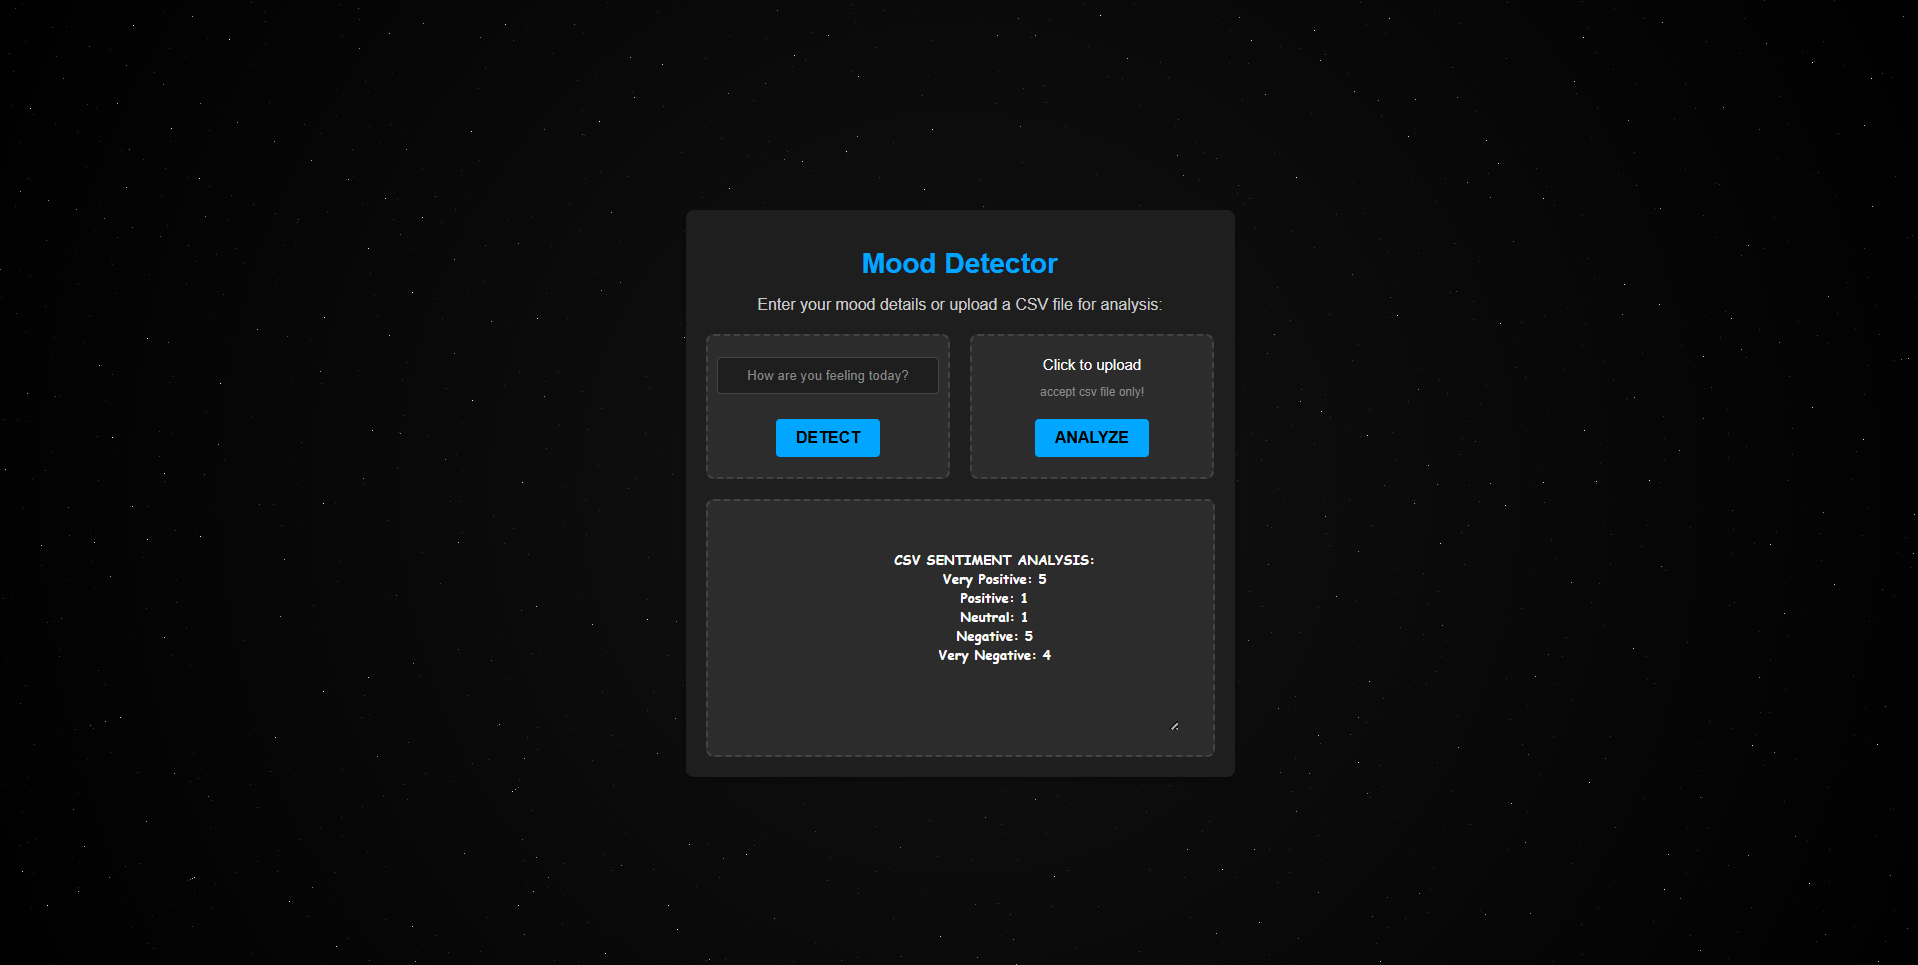 Mood Detector
Enter your mood details or upload a CSV file for analysis:
How are you feeling today?
DETECT
Click to upload
accept csv file only!
ANALYZE
CSV SENTIMENT ANALYSIS:
Very Positive: 5
Positive: 1
Neutral: 1
Negative: 5
Very Negative: 4